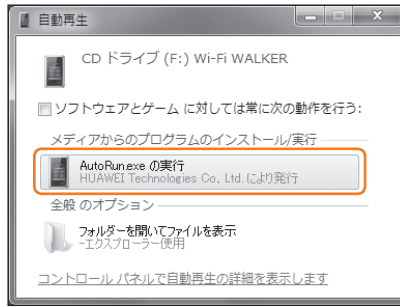 自動再生
CD ドライブ (F:) Wi-Fi WALKER
ソフトウェアとゲーム に対しては常に次の動作を行う:
メディアからのプログラムのインストール/実行
AutoRun.exe の実行
HUAWEI Technologies Co., Ltd. により発行
全般 のオプション
フォルダーを開いてファイルを表示
-エクスプローラー使用
コントロール パネルで自動再生の詳細を表示します